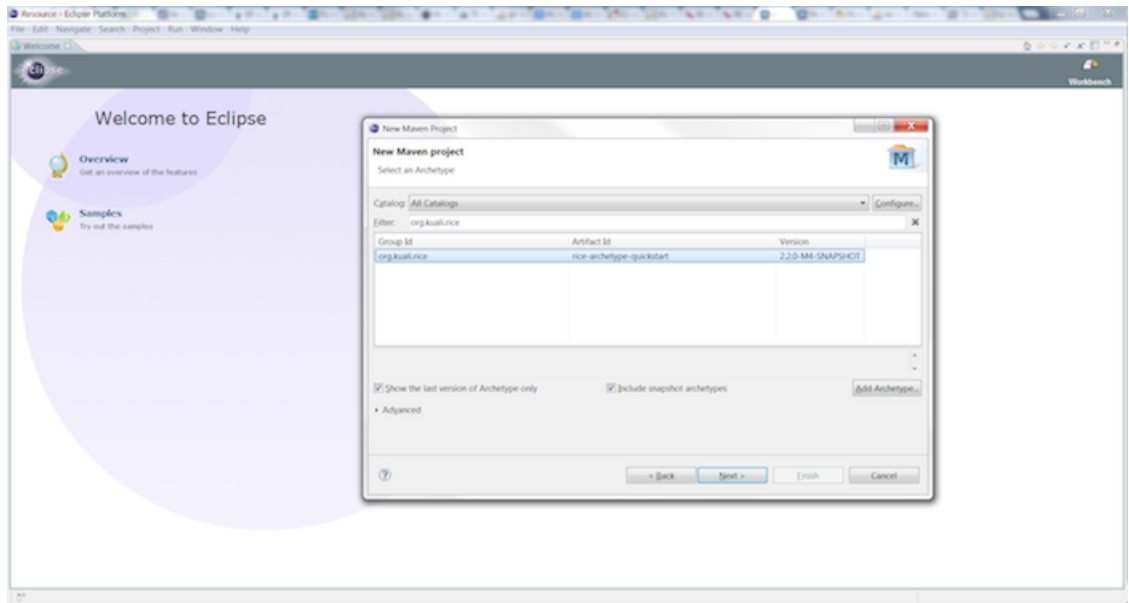 Resource - Eclipse Platform
File Edit Navigate Search Project Run Window Help
Welcome
eclipse
Workbench
Welcome to Eclipse
Overview
Get an overview of the features
Samples
Try out the samples
New Maven Project
New Maven project
Select an Archetype
M
Catalog: All Catalogs Configure...
Filter: org.kuali.rice
Group Id Artifact Id Version
org.kuali.rice rice-archetype-quickstart 2.2.0-M4-SNAPSHOT
Show the last version of Archetype only Include snapshot archetypes Add Archetype...
Advanced
? < Back Next > Finish Cancel